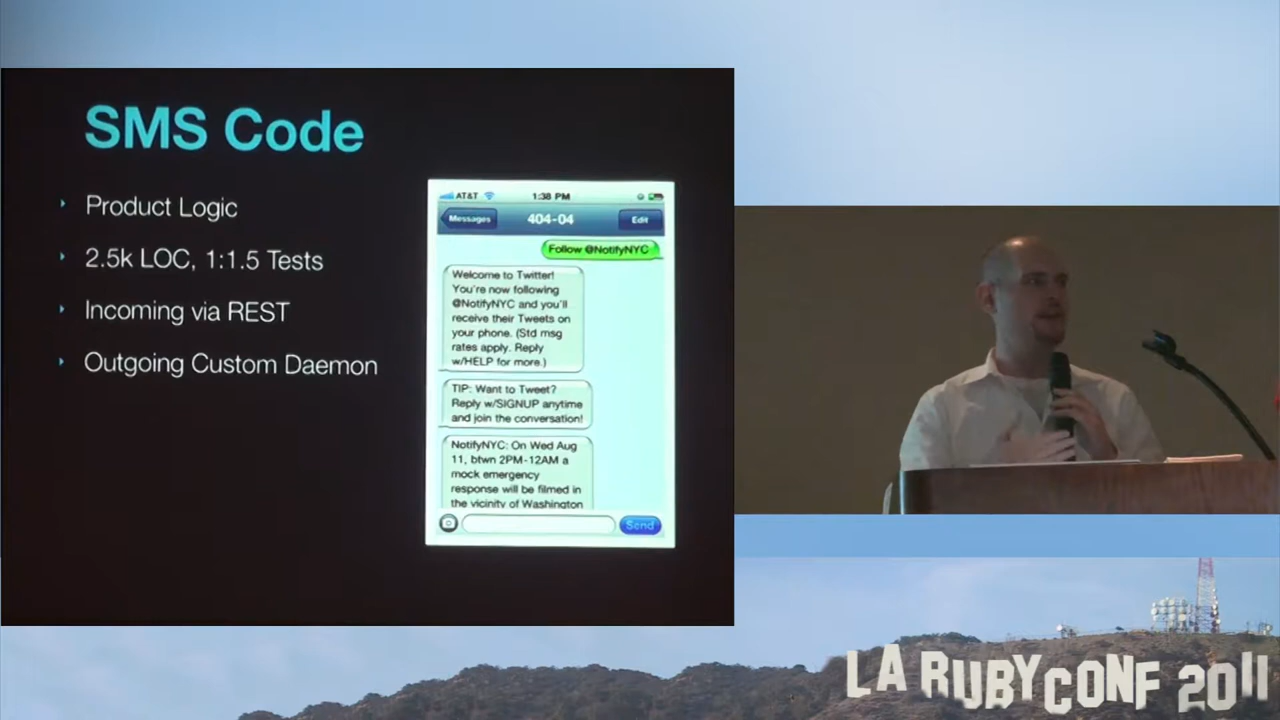 SMS Code
Product Logic
2.5k LOC, 1:1.5 Tests
Incoming via REST
Outgoing Custom Daemon
AT&T 1:38 PM
Messages 404-04 Edit
Follow @NotifyNYC
Welcome to Twitter!
You're now following
@NotifyNYC and you'll
receive their Tweets on
your phone. (Std msg
rates apply. Reply
w/HELP for more.)
TIP: Want to Tweet?
Reply w/SIGNUP anytime
and join the conversation!
NotifyNYC: On Wed Aug
11, btwn 2PM-12AM a
mock emergency
response will be filmed in
the vicinity of Washington
Send
LA RUBYCONF 2011